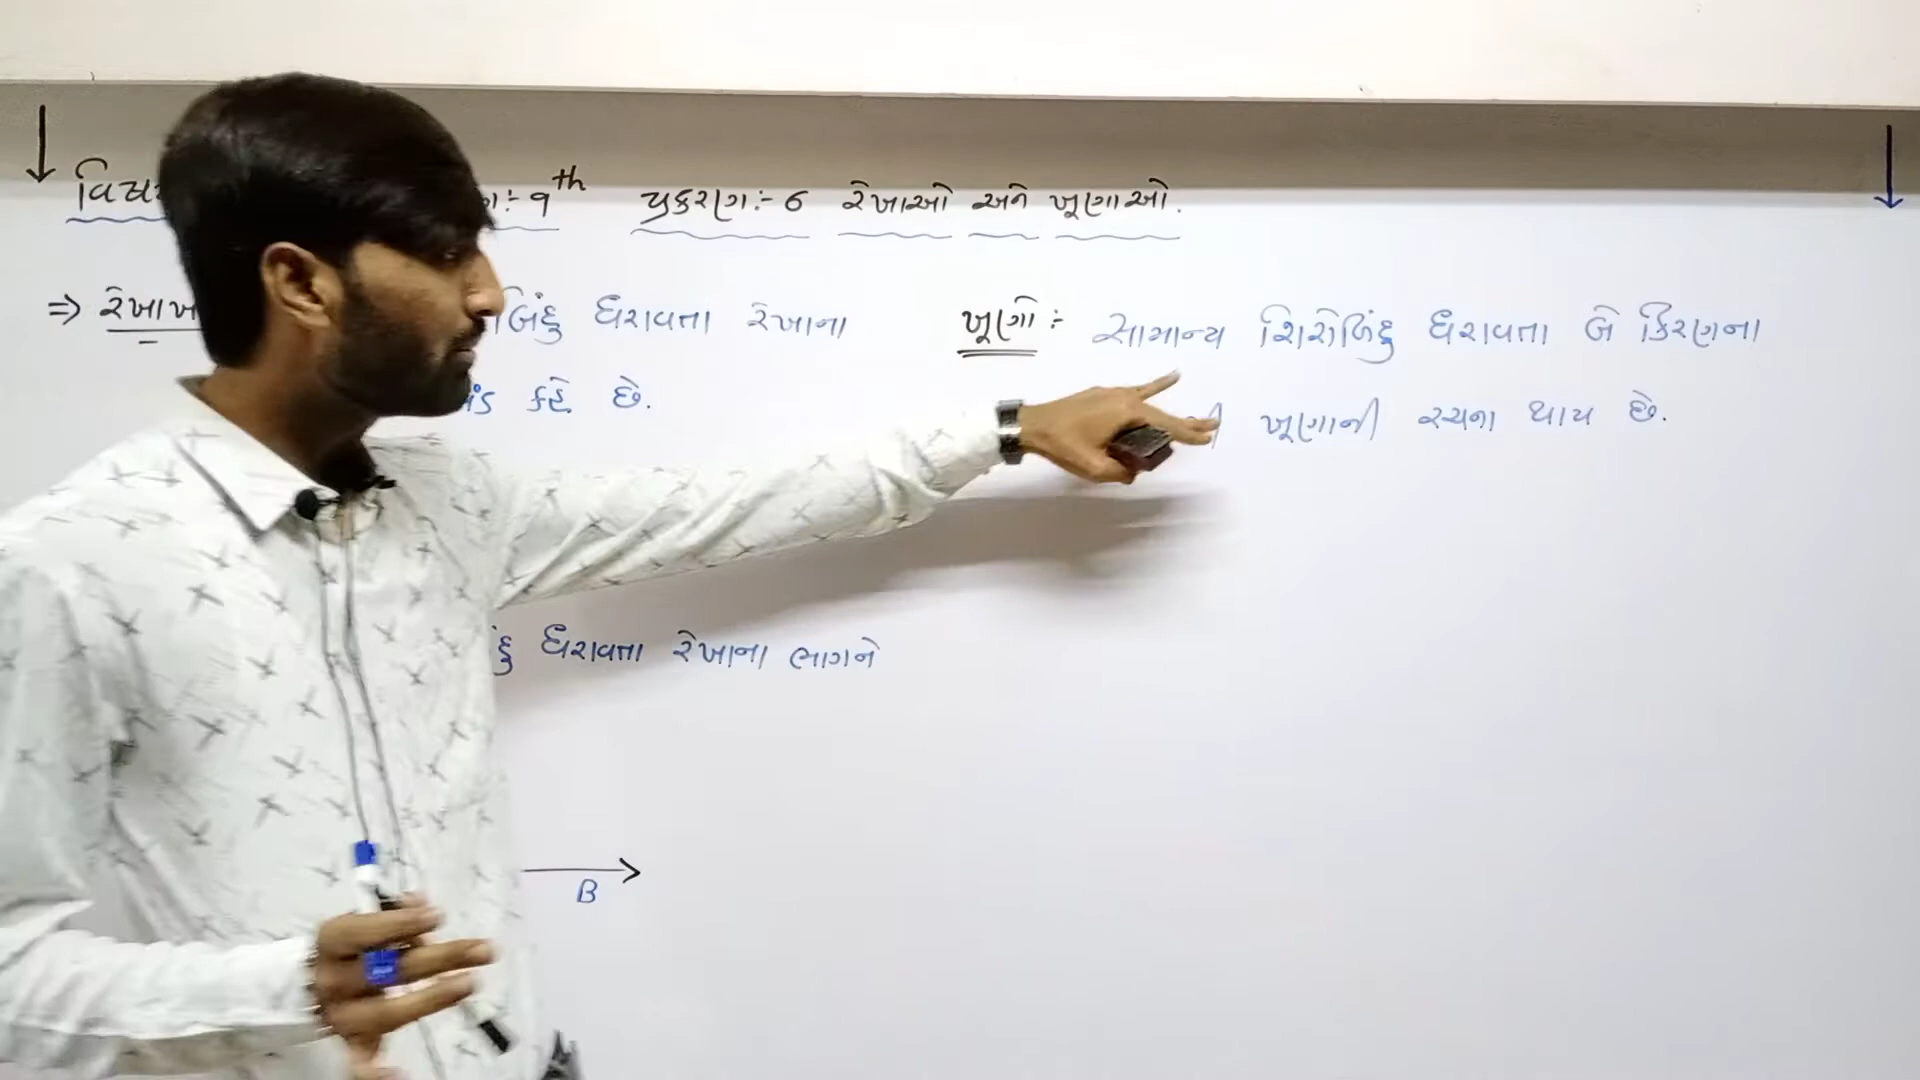 :- 9th પ્રકરણ:- 6 રેખાઓ અને ખૂણાઓ.
⇒ બિંદુ ધરાવતા રેખાના
કહે છે.
ધરાવતા રેખાના ભાગને
B
ખૂણો:- સામાન્ય શિરોબિંદુ ધરાવતા બે કિરણના
ખૂણાની રચના થાય છે.